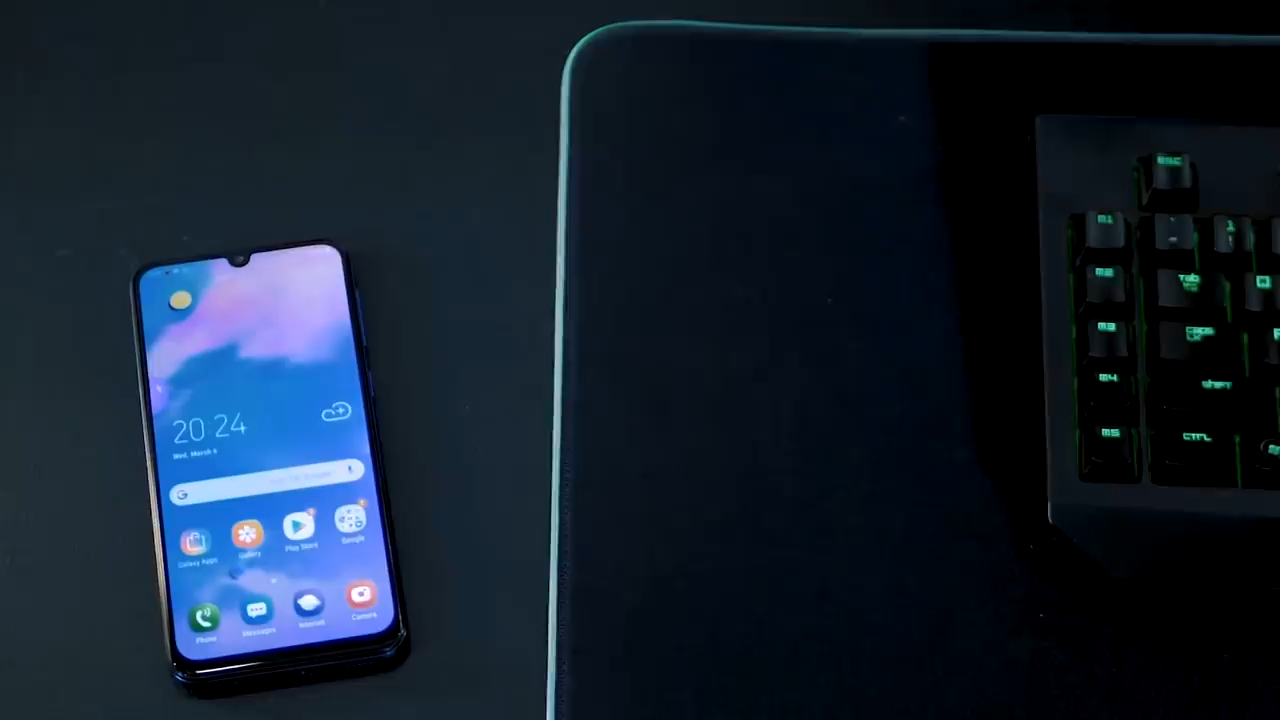 20:24
Wed, March 6
G
Galaxy Apps
Gallery
Play Store
Google
Phone
Messages
Internet
Camera
ESC
M1
M2
Tab
M3
CAPS
M4
shift
M5
CTRL